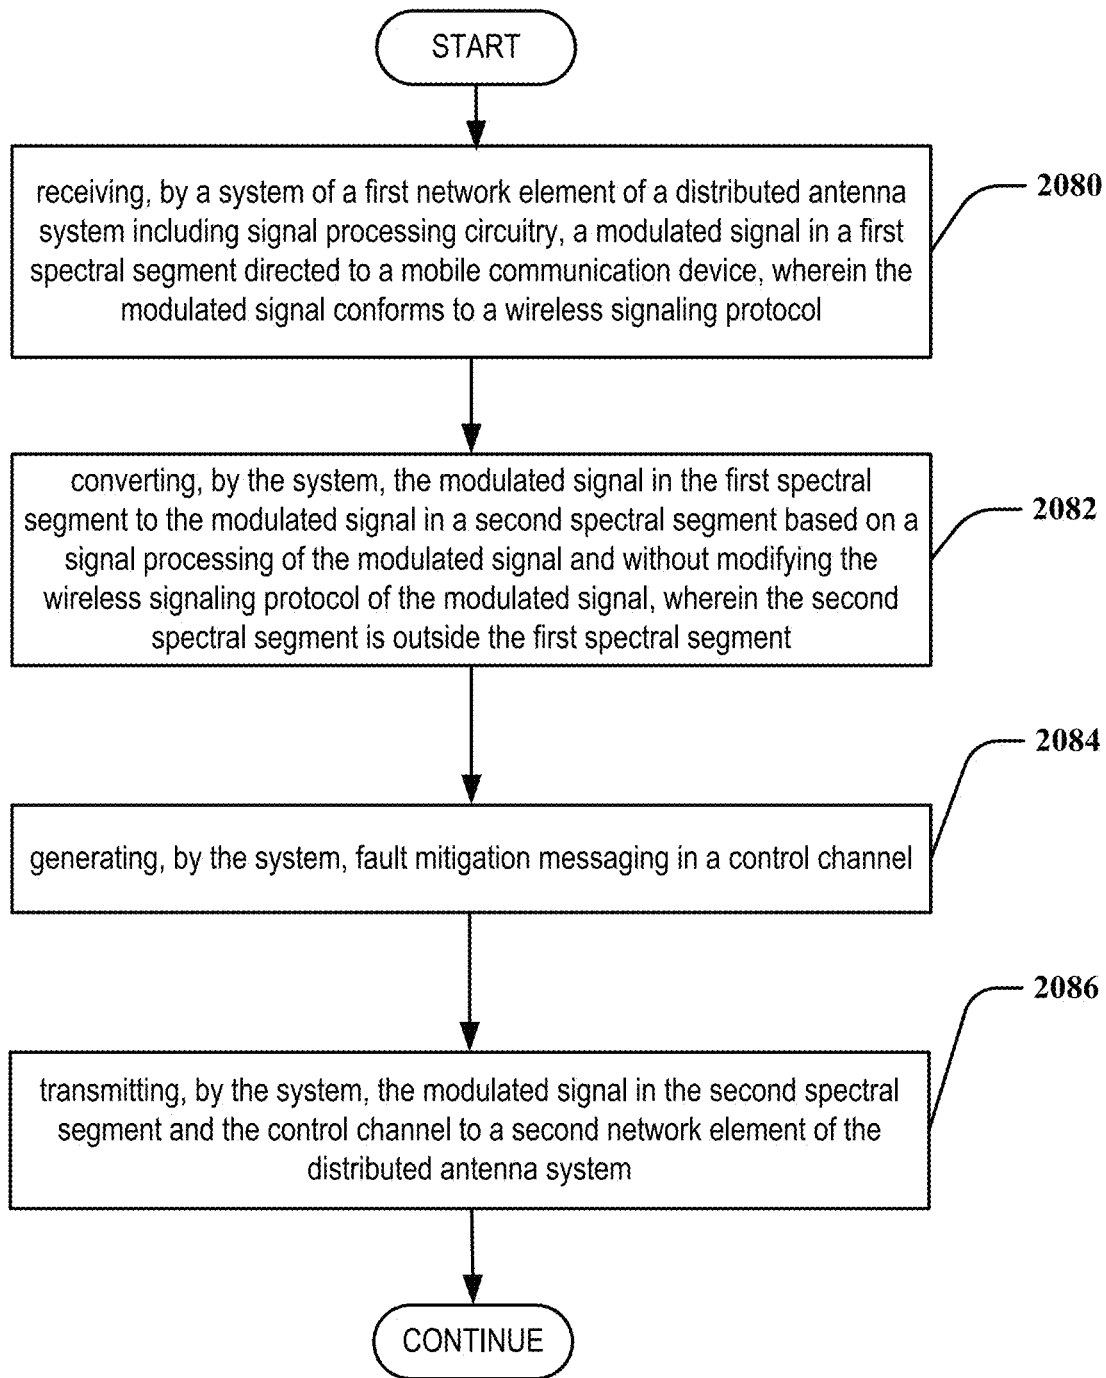 START
receiving, by a system of a first network element of a distributed antenna
system including signal processing circuitry, a modulated signal in a first
spectral segment directed to a mobile communication device, wherein the
modulated signal conforms to a wireless signaling protocol
2080
converting, by the system, the modulated signal in the first spectral
segment to the modulated signal in a second spectral segment based on a
signal processing of the modulated signal and without modifying the
wireless signaling protocol of the modulated signal, wherein the second
spectral segment is outside the first spectral segment
2082
generating, by the system, fault mitigation messaging in a control channel
2084
transmitting, by the system, the modulated signal in the second spectral
segment and the control channel to a second network element of the
distributed antenna system
2086
CONTINUE